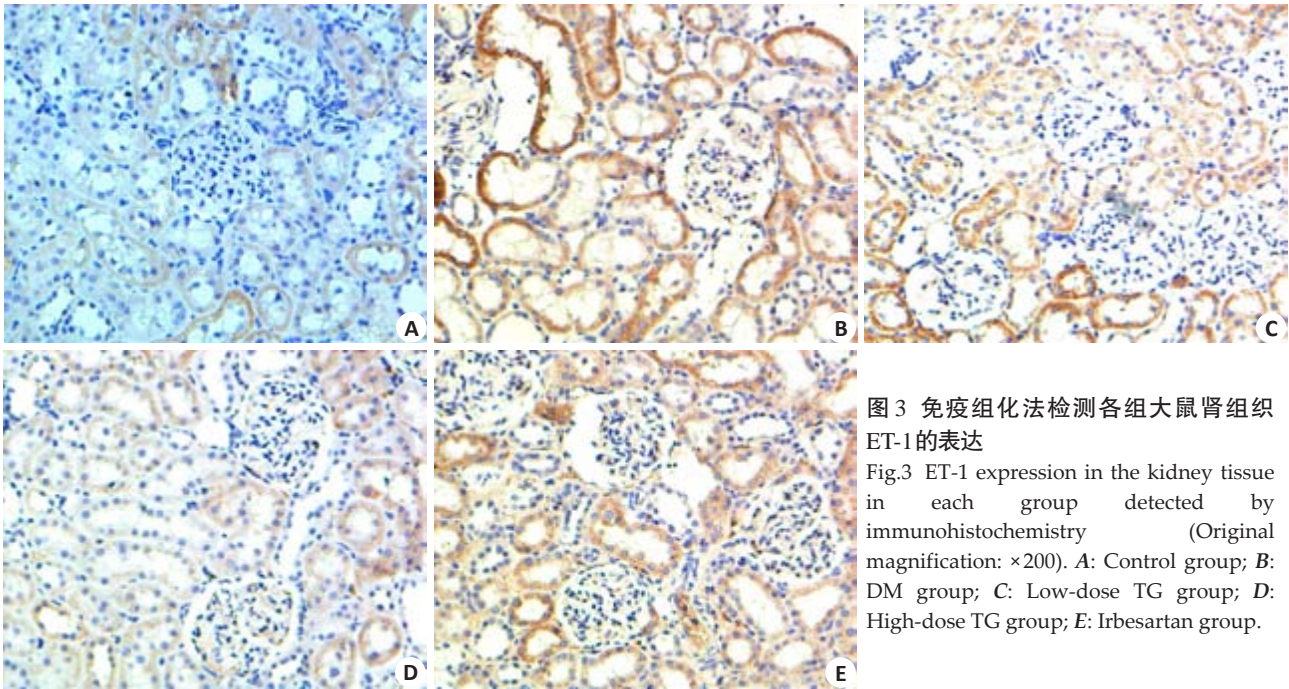 A
B
C
D
E
图 3 免疫组化法检测各组大鼠肾组织
ET-1的表达
Fig.3 ET-1 expression in the kidney tissue
in each group detected by
immunohistochemistry (Original
magnification: ×200). A: Control group; B:
DM group; C: Low-dose TG group; D:
High-dose TG group; E: Irbesartan group.